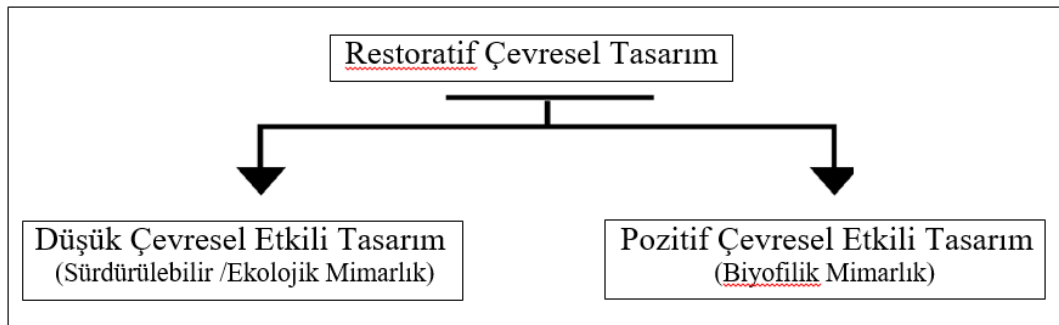 Restoratif Çevresel Tasarım
Düşük Çevresel Etkili Tasarım
(Sürdürülebilir /Ekolojik Mimarlık)
Pozitif Çevresel Etkili Tasarım
(Biyofilik Mimarlık)